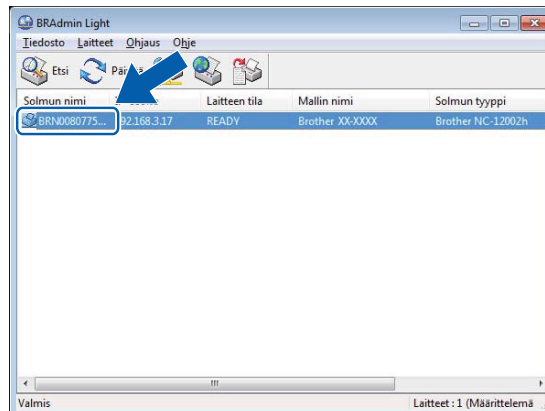 BRAdmin Light
Tiedosto Laitteet Ohjaus Ohje
Etsi
Solmun nimi Laitteen tila Mallin nimi Solmun tyyppi
BRN0080775... 92.168.3.17 READY Brother XX-XXXX Brother NC-12002h
Valmis Laitteet : 1 (Määrittelemä